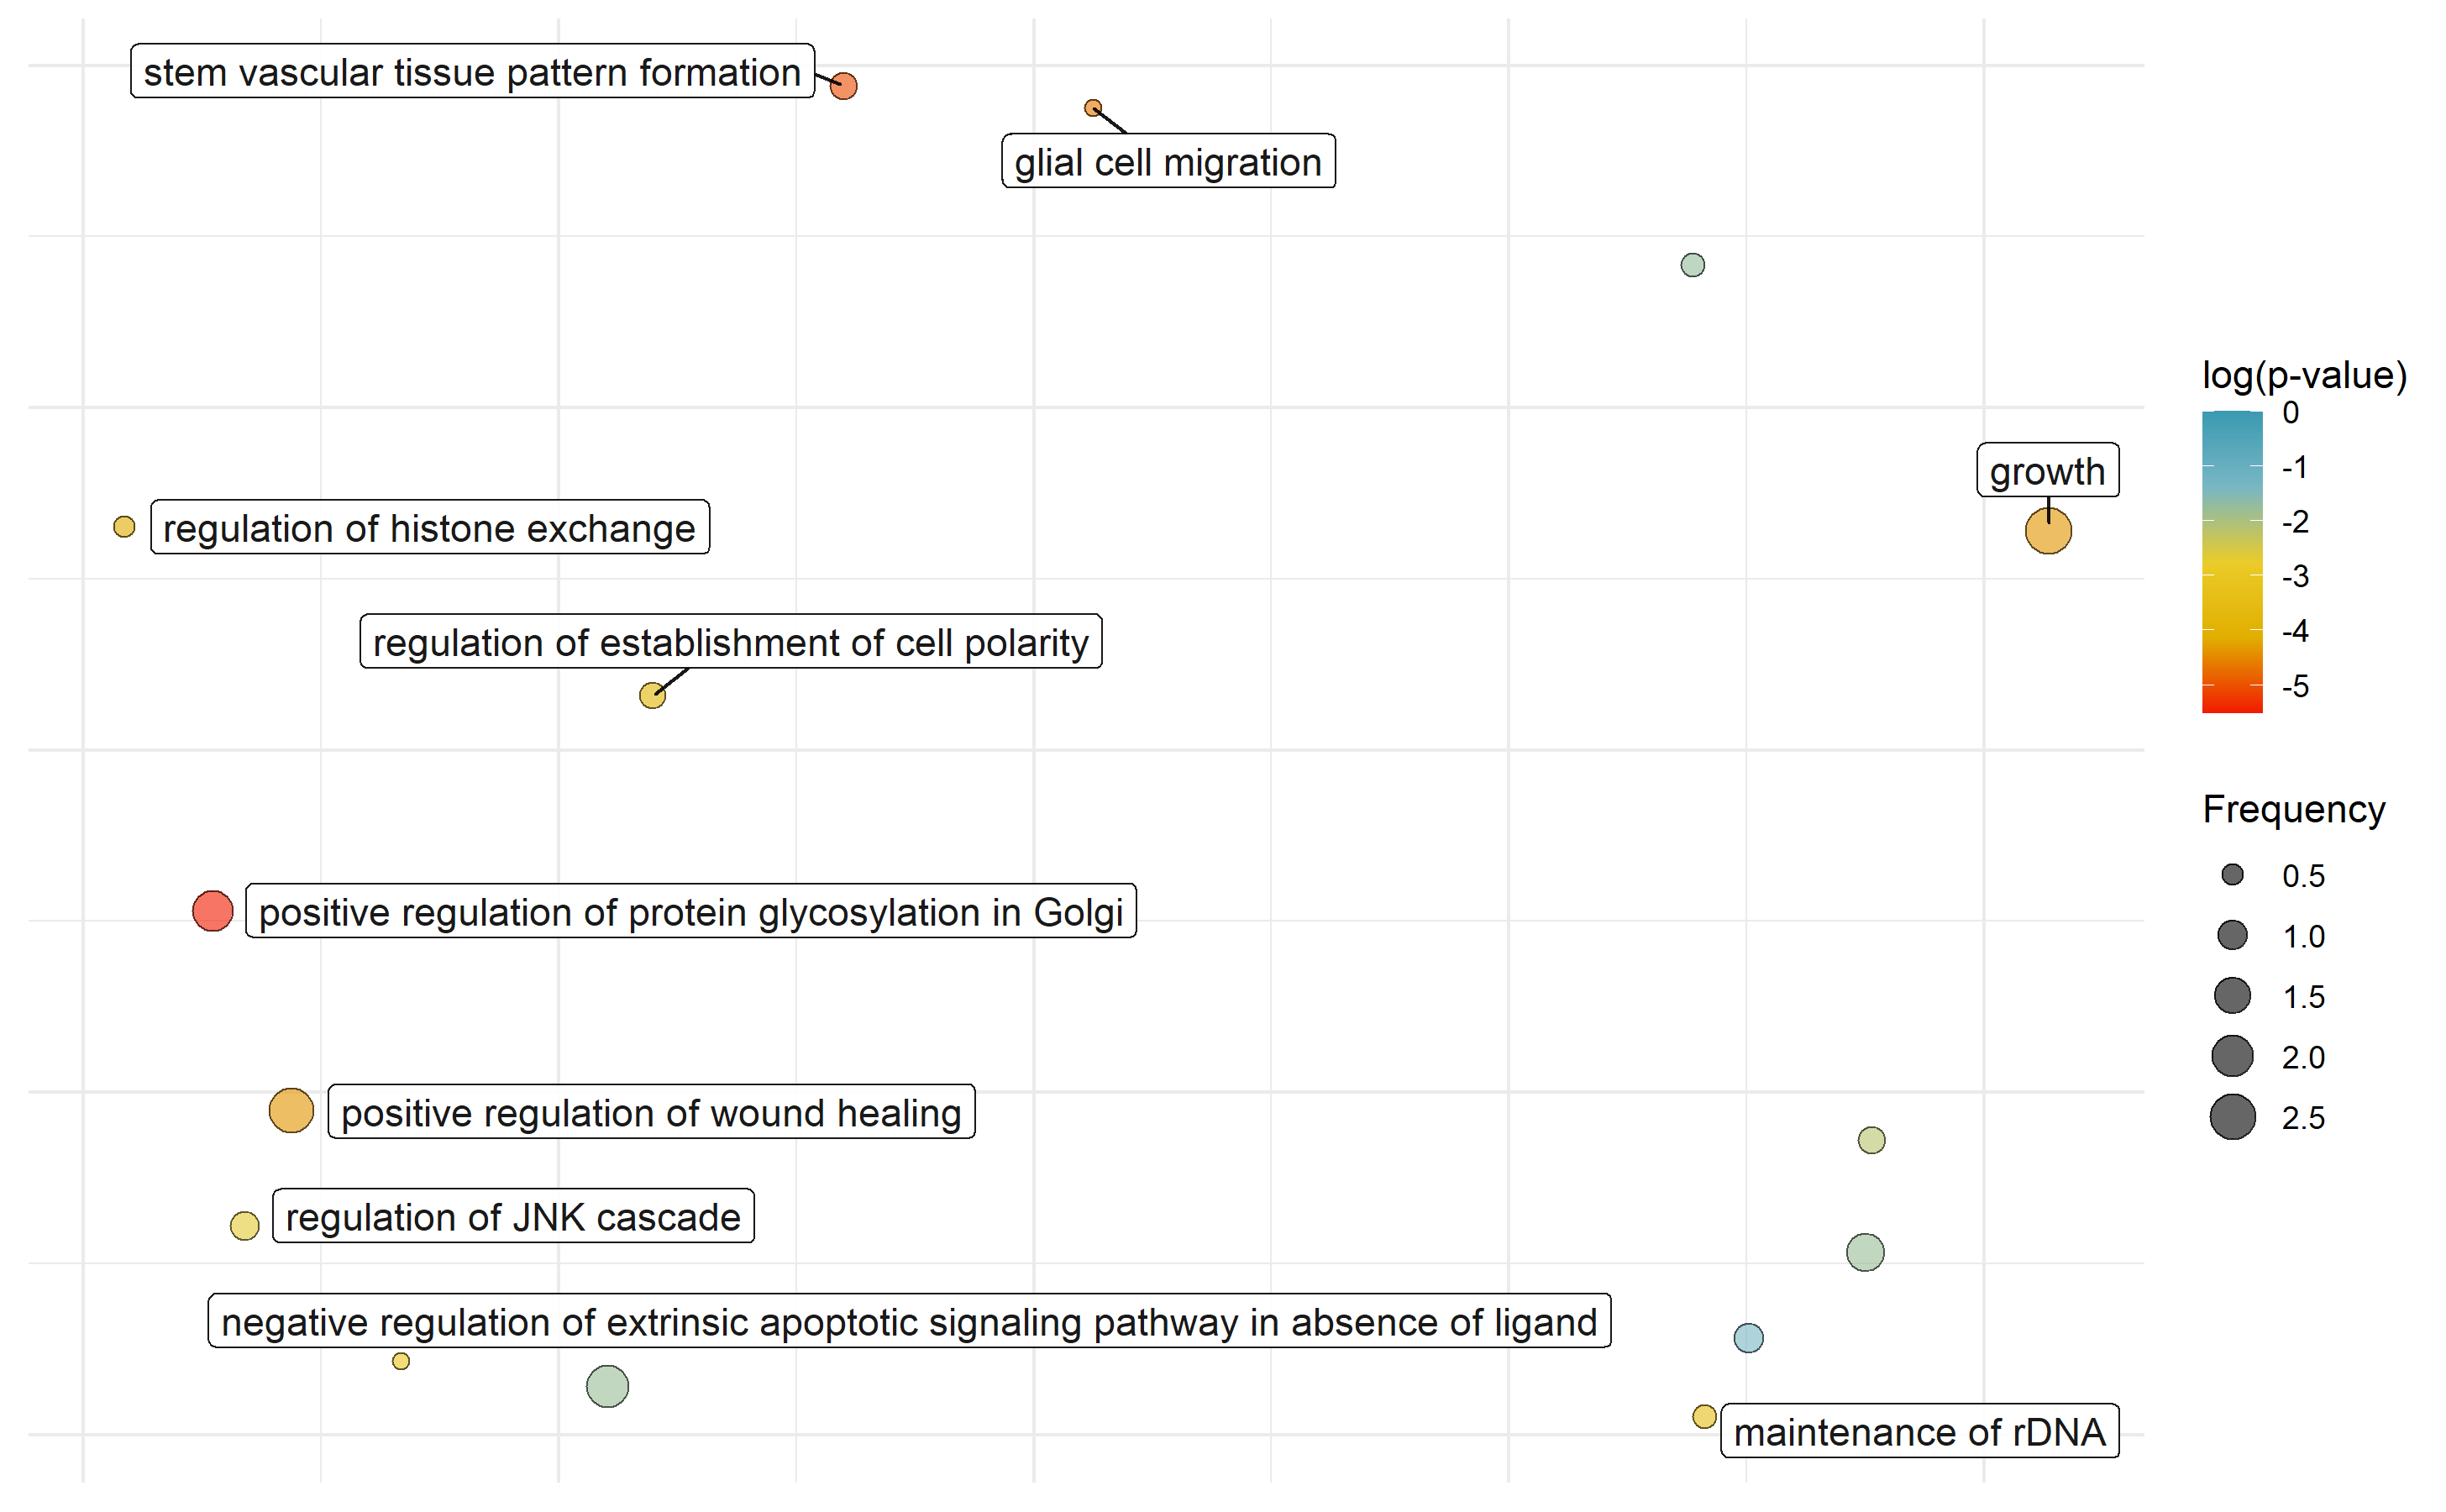 stem vascular tissue pattern formation
glial cell migration
growth
regulation of histone exchange
regulation of establishment of cell polarity
positive regulation of protein glycosylation in Golgi
positive regulation of wound healing
regulation of JNK cascade
negative regulation of extrinsic apoptotic signaling pathway in absence of ligand
maintenance of rDNA
log(p-value)
0
-1
-2
-3
-4
-5
Frequency
0.5
1.0
1.5
2.0
2.5